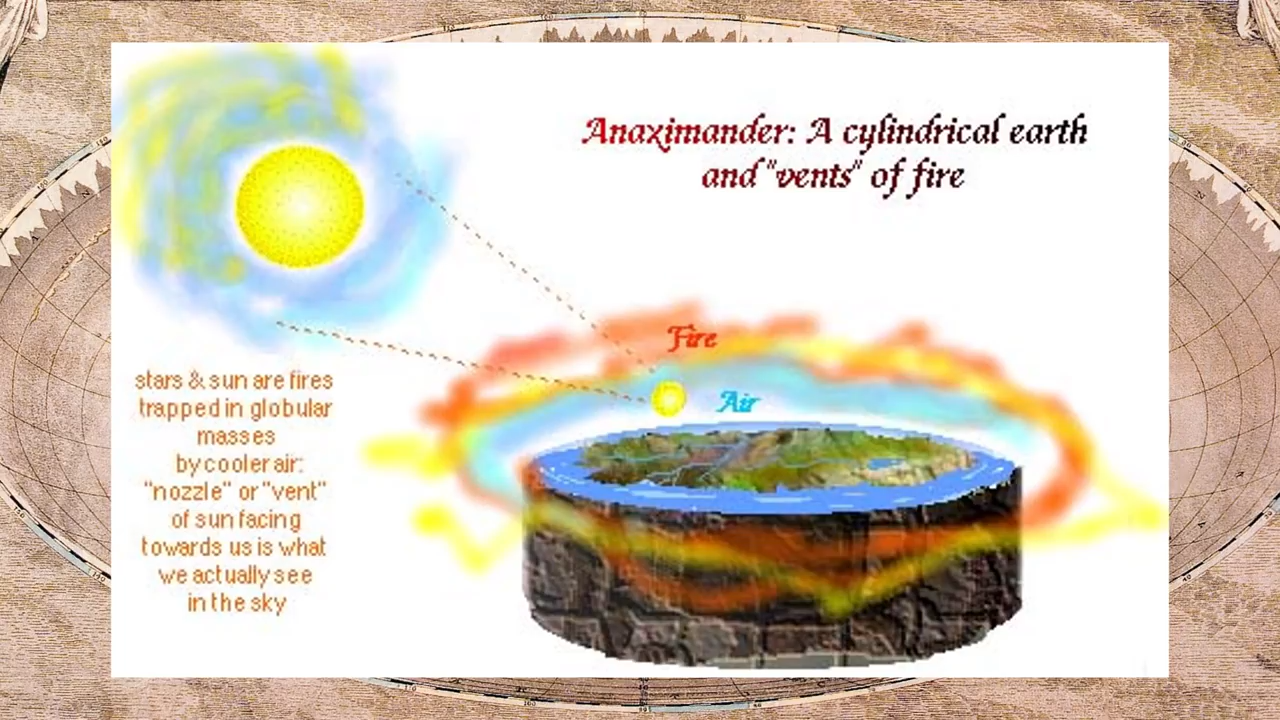 Anaximander: A cylindrical earth
and "vents" of fire
Fire
Air
stars & sun are fires
trapped in globular
masses
by cooler air:
"nozzle" or "vent"
of sun facing
towards us is what
we actually see
in the sky